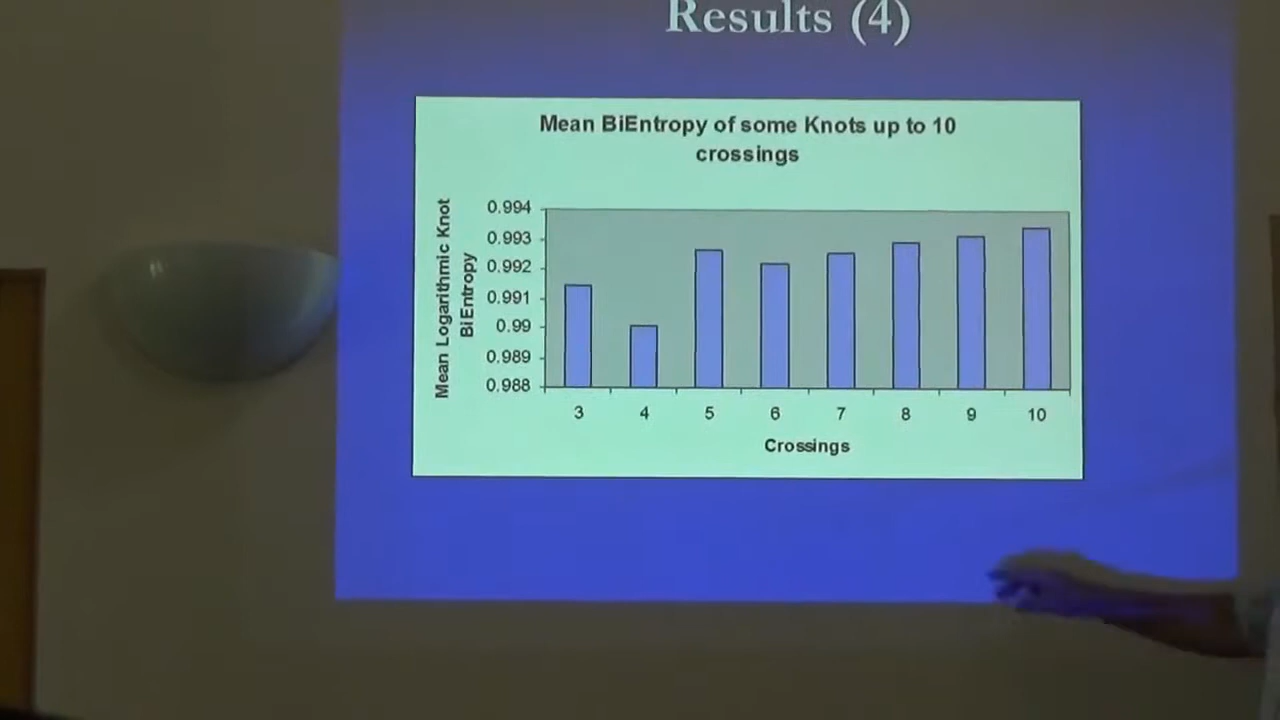 Results (4)
Mean BiEntropy of some Knots up to 10
crossings
Mean Logarithmic Knot
BiEntropy
0.994
0.993
0.992
0.991
0.99
0.989
0.988
3 4 5 6 7 8 9 10
Crossings